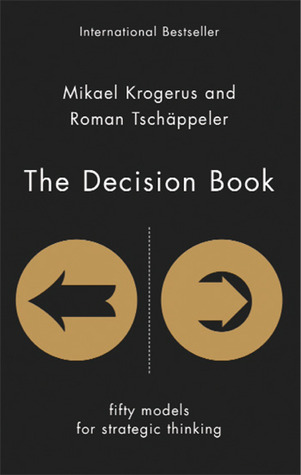 International Bestseller
Mikael Krogerus and
Roman Tschäppeler
The Decision Book
fifty models
for strategic thinking